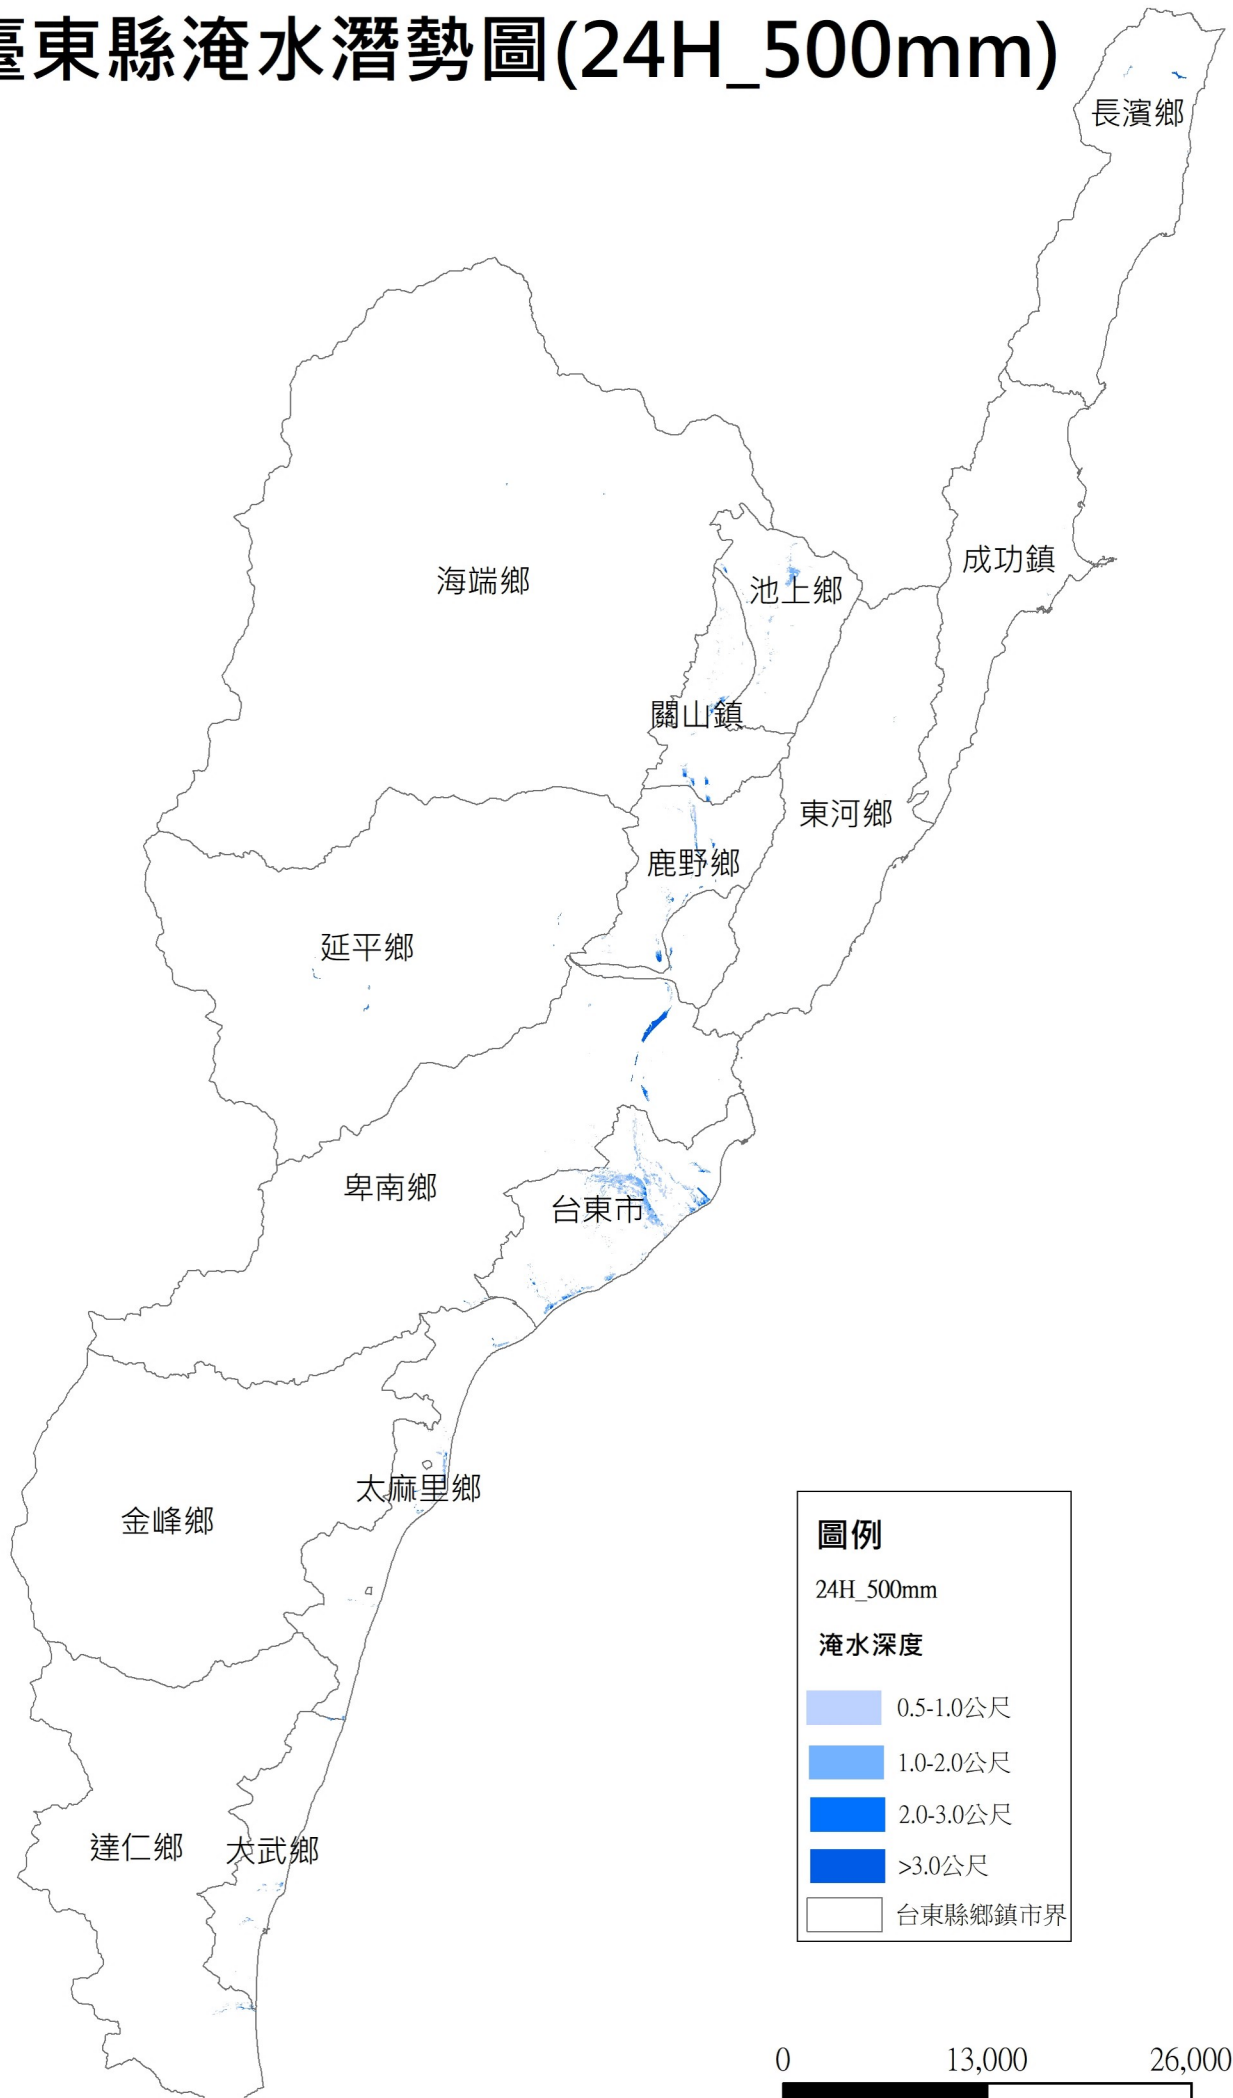 臺東縣淹水潛勢圖(24H_500mm)
長濱鄉
成功鎮
海端鄉
池上鄉
關山鎮
東河鄉
鹿野鄉
延平鄉
卑南鄉
台東市
太麻里鄉
金峰鄉
達仁鄉
大武鄉
圖例
24H_500mm
淹水深度
0.5-1.0公尺
1.0-2.0公尺
2.0-3.0公尺
>3.0公尺
台東縣鄉鎮市界
0 13,000 26,000